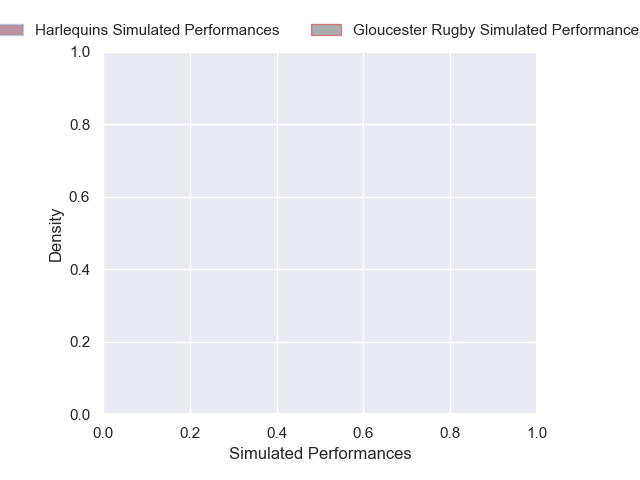 Harlequins Simulated Performances
Gloucester Rugby Simulated Performance
1.0
0.8
0.6
0.4
0.2
0.0
Density
0.0 0.2 0.4 0.6 0.8 1.0
Simulated Performances